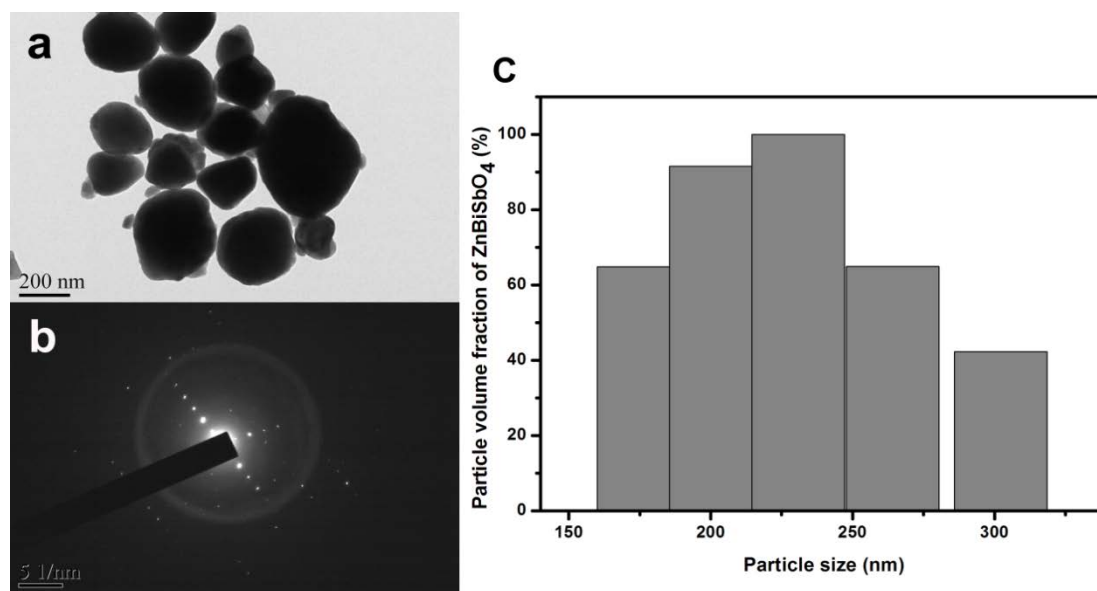 a
200 nm
b
5 1/nm
C
Particle volume fraction of ZnBiSbO4 (%)
100
80
60
40
20
0
150
200
250
300
Particle size (nm)